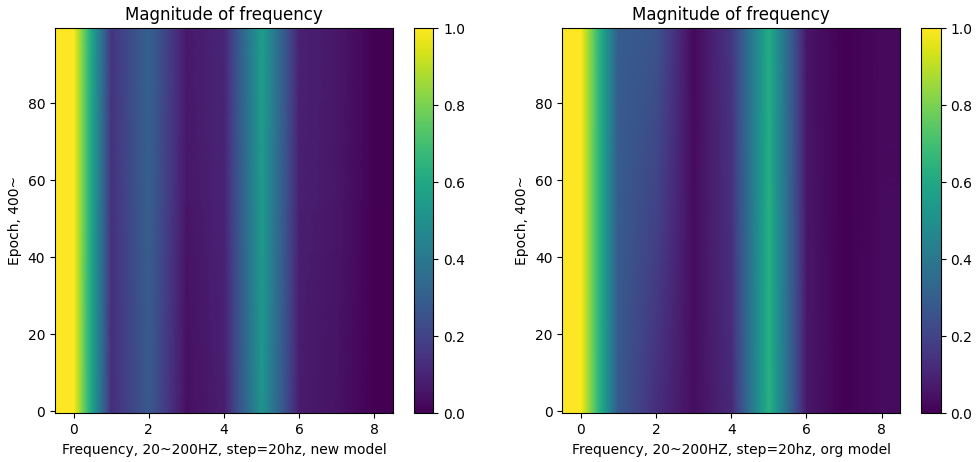 Magnitude of frequency
Epoch, 400~
80
60
40
20
0
0 2 4 6 8
Frequency, 20~200HZ, step=20hz, new model
1.0
0.8
0.6
0.4
0.2
0.0
Magnitude of frequency
Epoch, 400~
80
60
40
20
0
0 2 4 6 8
Frequency, 20~200HZ, step=20hz, org model
1.0
0.8
0.6
0.4
0.2
0.0